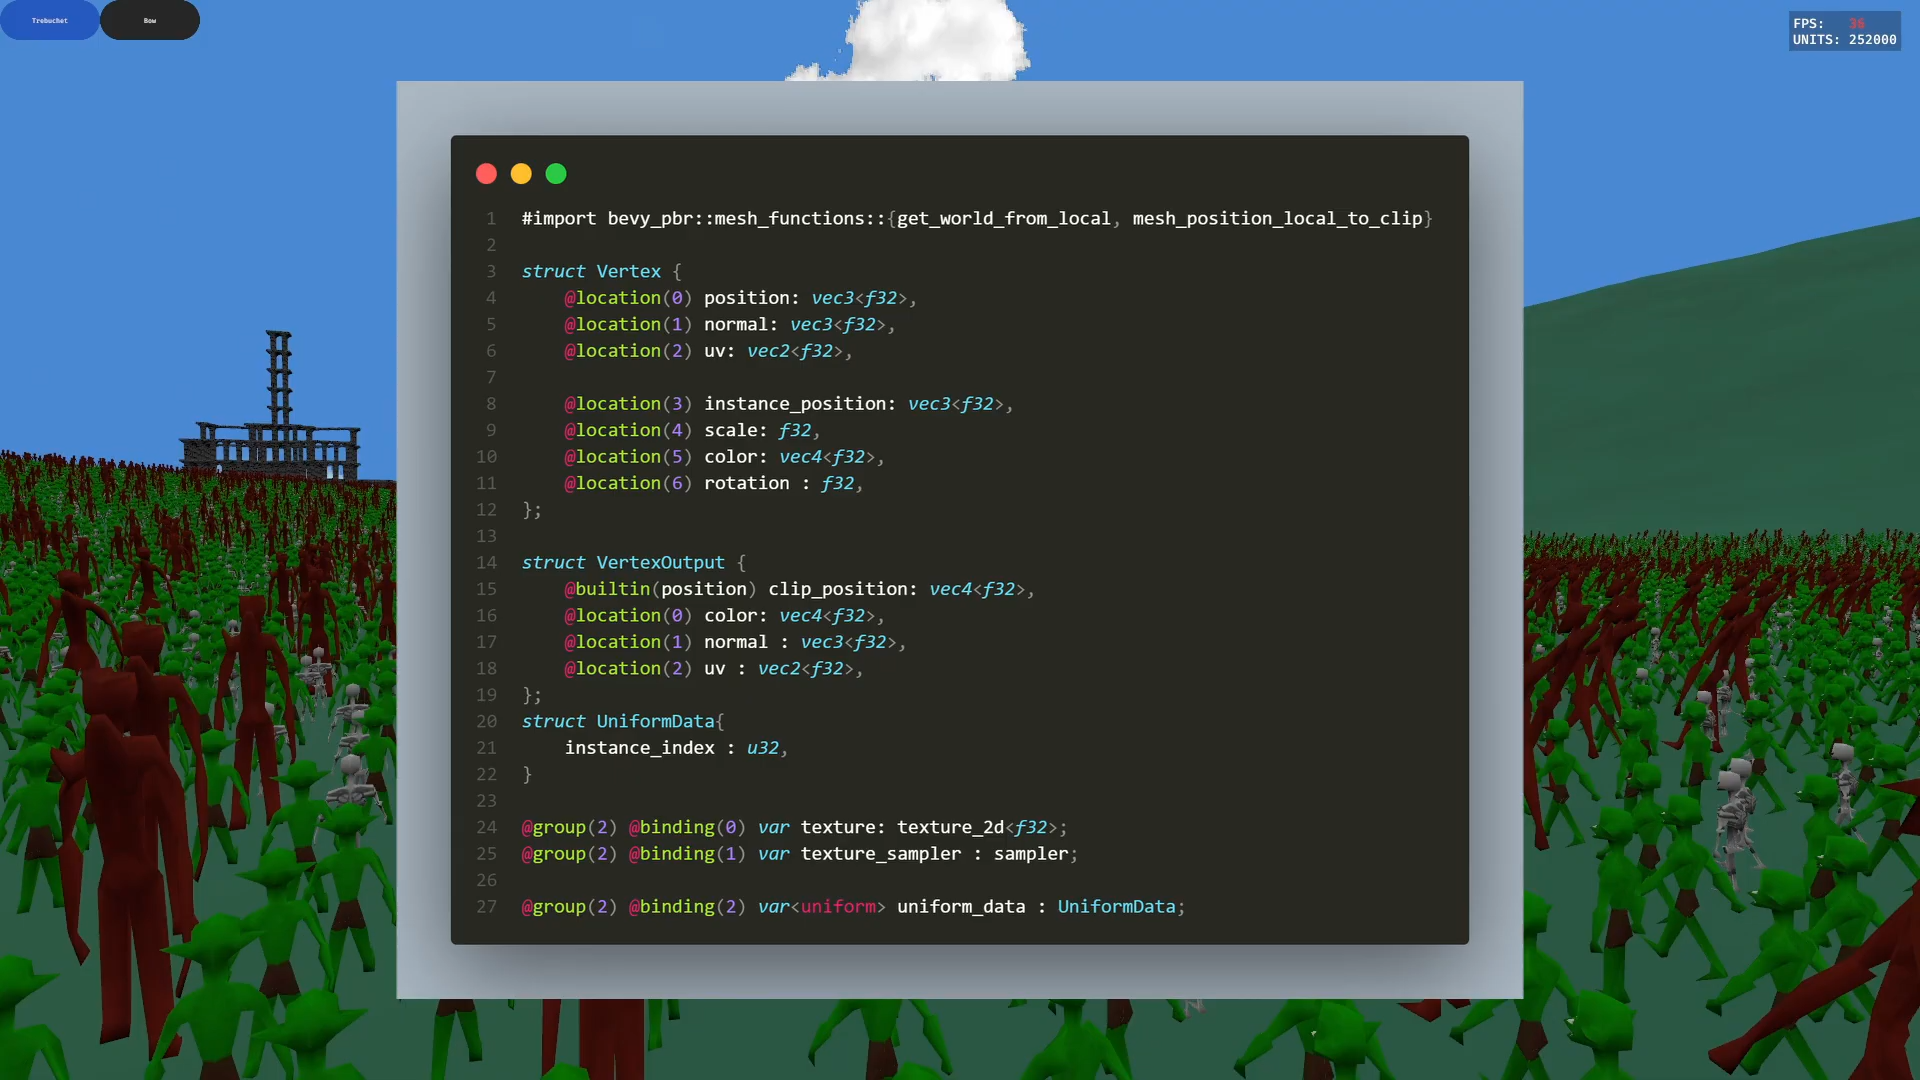 Trebuchet
Bow
FPS: 36
UNITS: 252000
1 #import bevy_pbr::mesh_functions::{get_world_from_local, mesh_position_local_to_clip}
2
3 struct Vertex {
4     @location(0) position: vec3<f32>,
5     @location(1) normal: vec3<f32>,
6     @location(2) uv: vec2<f32>,
7
8     @location(3) instance_position: vec3<f32>,
9     @location(4) scale: f32,
10     @location(5) color: vec4<f32>,
11     @location(6) rotation : f32,
12 };
13
14 struct VertexOutput {
15     @builtin(position) clip_position: vec4<f32>,
16     @location(0) color: vec4<f32>,
17     @location(1) normal : vec3<f32>,
18     @location(2) uv : vec2<f32>,
19 };
20 struct UniformData{
21     instance_index : u32,
22 }
23
24 @group(2) @binding(0) var texture: texture_2d<f32>;
25 @group(2) @binding(1) var texture_sampler : sampler;
26
27 @group(2) @binding(2) var<uniform> uniform_data : UniformData;